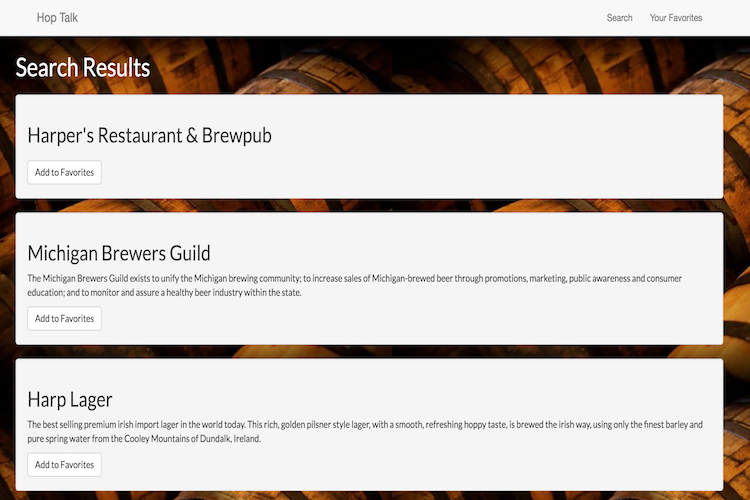 Hop Talk
Search
Your Favorites
Search Results
Harper's Restaurant & Brewpub
Add to Favorites
Michigan Brewers Guild
The Michigan Brewers Guild exists to unify the Michigan brewing community; to increase sales of Michigan-brewed beer through promotions, marketing, public awareness and consumer
education; and to monitor and assure a healthy beer industry within the state.
Add to Favorites
Harp Lager
The best selling premium irish import lager in the world today. This rich, golden pilsner style lager, with a smooth, refreshing hoppy taste, is brewed the irish way, using only the finest barley and
pure spring water from the Cooley Mountains of Dundalk, Ireland.
Add to Favorites